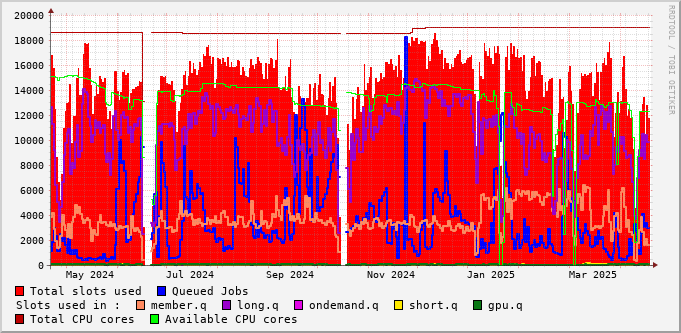 20000
18000
16000
14000
12000
10000
8000
6000
4000
2000
0
May 2024 Jul 2024 Sep 2024 Nov 2024 Jan 2025 Mar 2025
RRDTOOL / TOBI OETIKER
Total slots used Queued Jobs
Slots used in : member.q long.q ondemand.q short.q gpu.q
Total CPU cores Available CPU cores